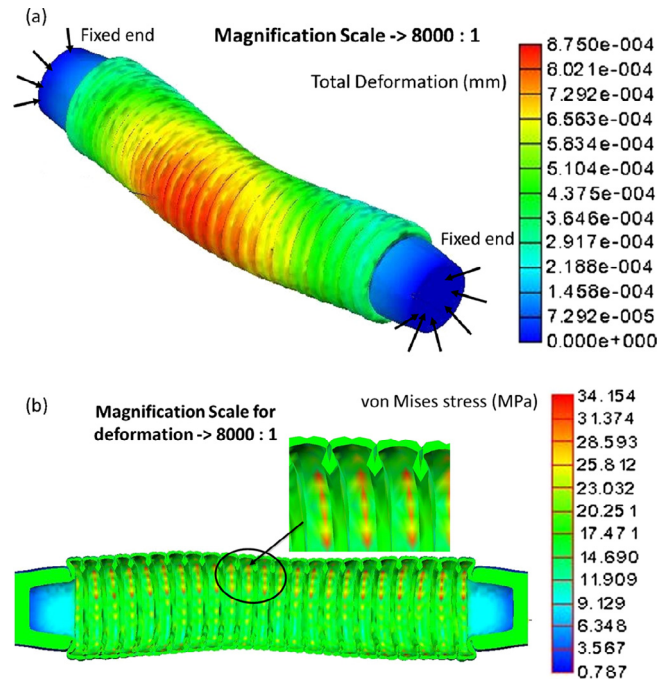 (a)
Fixed end
Magnification Scale -> 8000 : 1
Total Deformation (mm)
8.750e-004
8.021e-004
7.292e-004
6.563e-004
5.834e-004
5.104e-004
4.375e-004
3.646e-004
2.917e-004
2.188e-004
1.458e-004
7.292e-005
0.000e+000
Fixed end
(b)
Magnification Scale for
deformation -> 8000 : 1
von Mises stress (MPa)
34.154
31.374
28.593
25.812
23.032
20.251
17.471
14.690
11.909
9.129
6.348
3.567
0.787